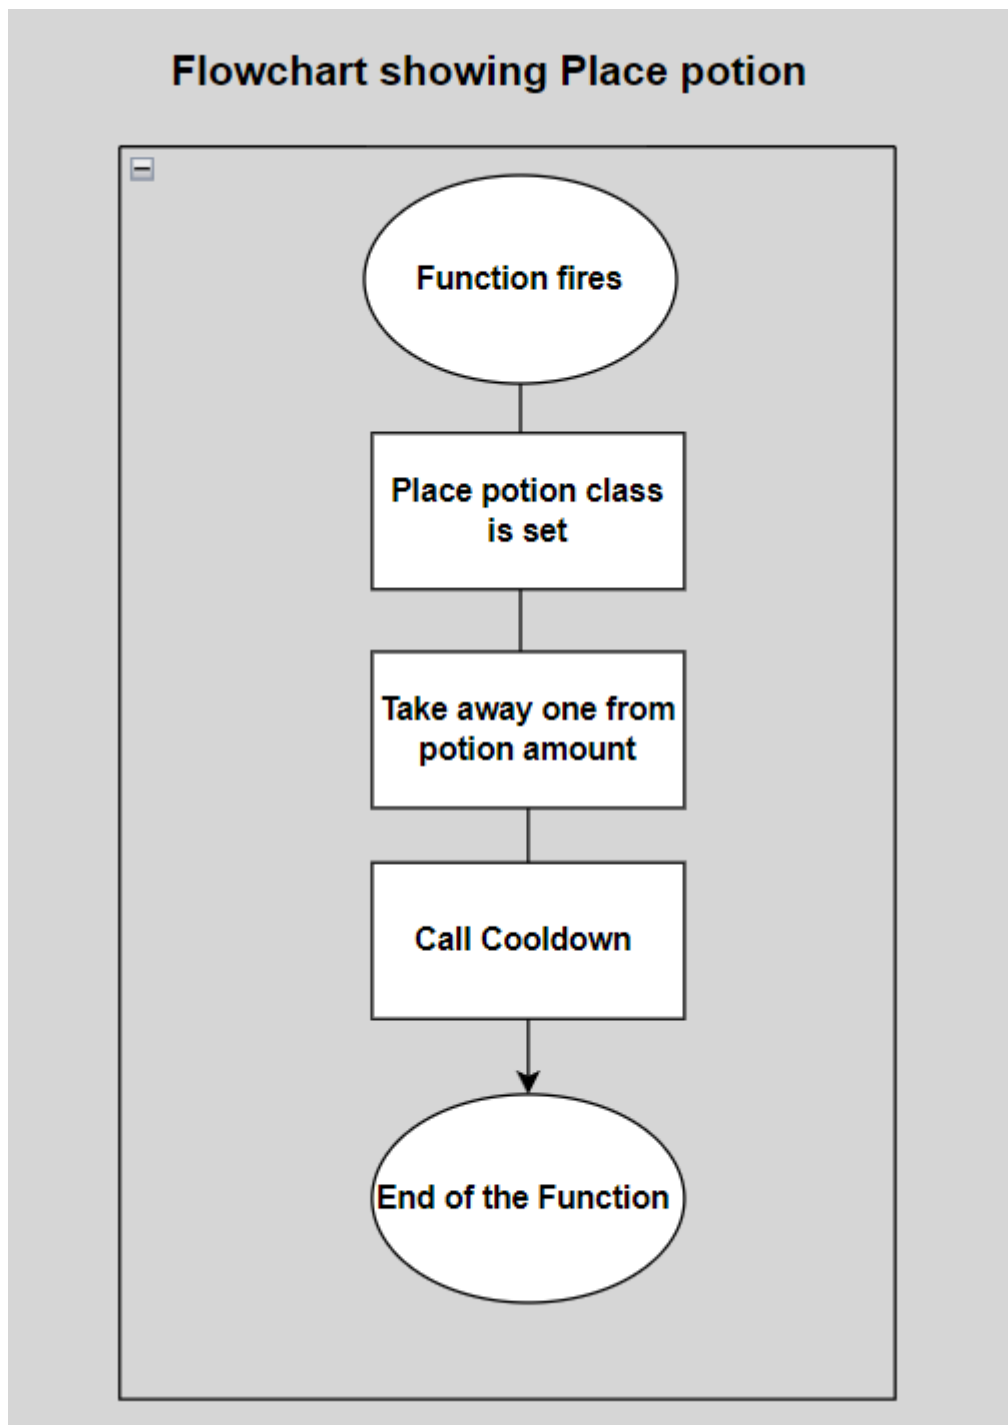 Flowchart showing Place potion
Function fires
Place potion class
is set
Take away one from
potion amount
Call Cooldown
End of the Function